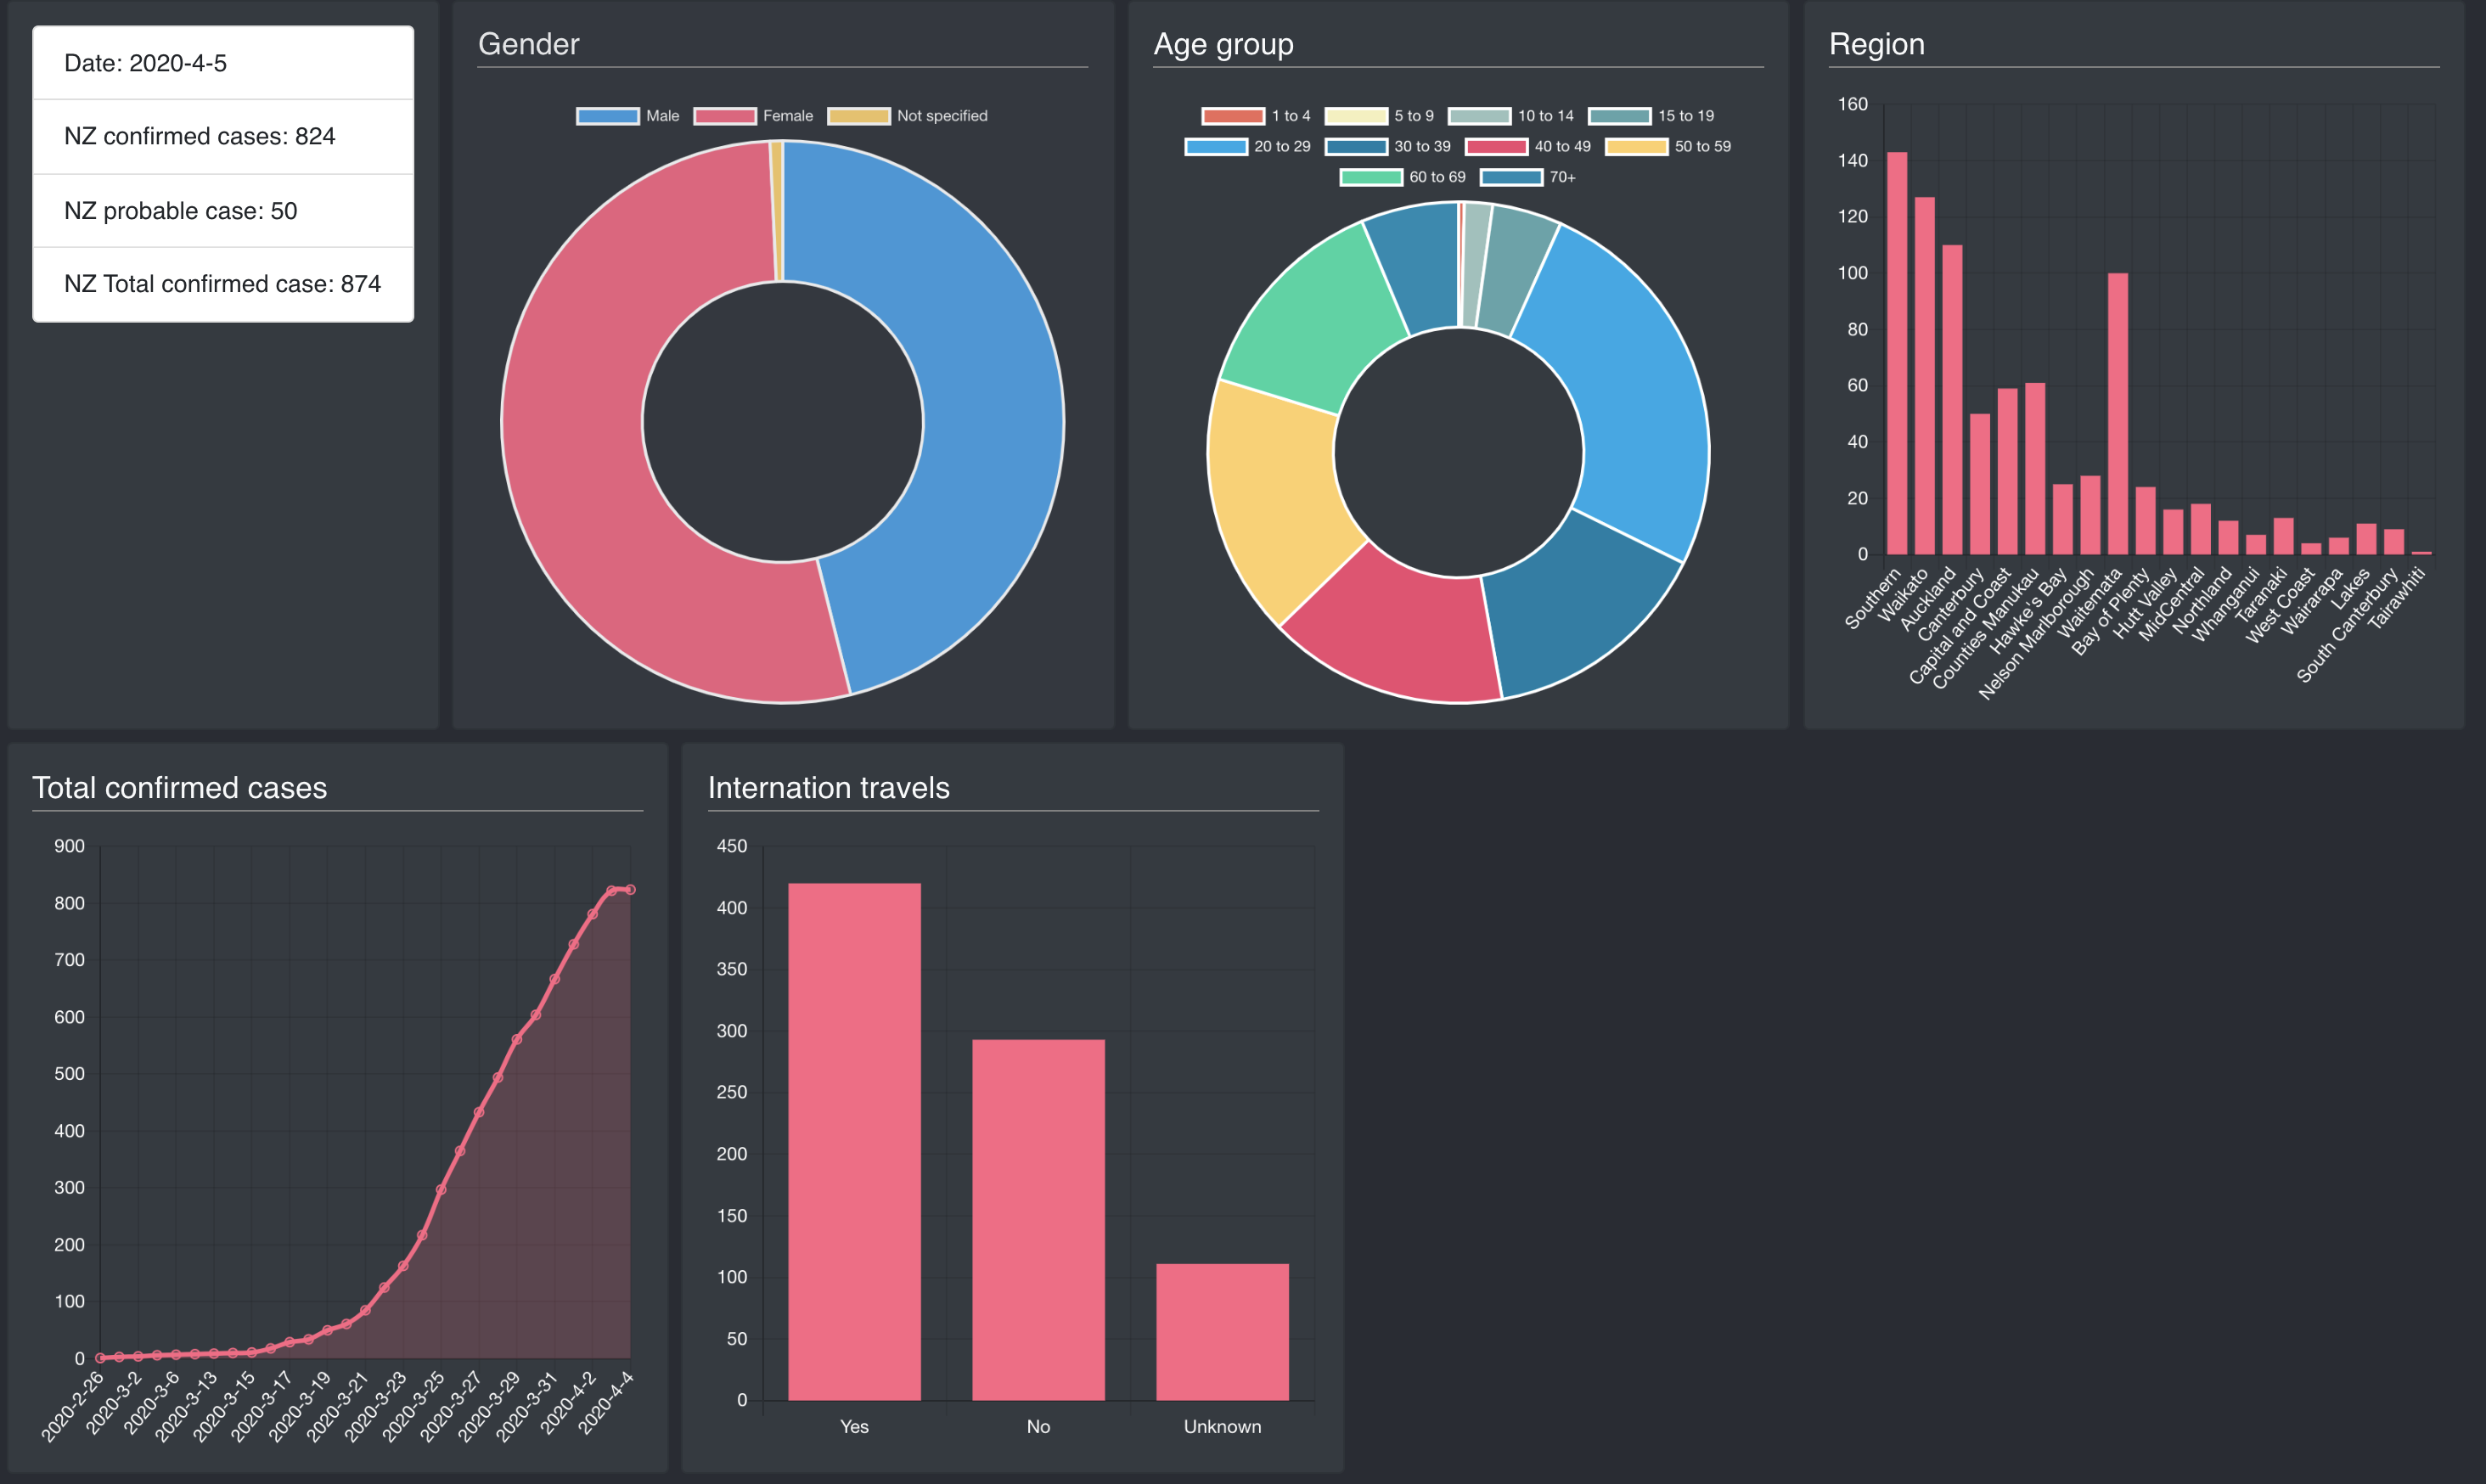 Date: 2020-4-5
NZ confirmed cases: 824
NZ probable case: 50
NZ Total confirmed case: 874
Gender
Male Female Not specified
Age group
1 to 4 5 to 9 10 to 14 15 to 19
20 to 29 30 to 39 40 to 49 50 to 59
60 to 69 70+
Region
160
140
120
100
80
60
40
20
0
Southern
Waikato
Auckland
Canterbury
Capital and Coast
Counties Manukau
Hawke's Bay
Nelson Marlborough
Waitemata
Bay of Plenty
Hutt Valley
MidCentral
Northland
Whanganui
Taranaki
West Coast
Wairarapa
Lakes
South Canterbury
Tairawhiti
Total confirmed cases
900
800
700
600
500
400
300
200
100
0
2020-2-26
2020-3-2
2020-3-6
2020-3-13
2020-3-15
2020-3-17
2020-3-19
2020-3-21
2020-3-23
2020-3-25
2020-3-27
2020-3-29
2020-3-31
2020-4-2
2020-4-4
Internation travels
450
400
350
300
250
200
150
100
50
0
Yes No Unknown